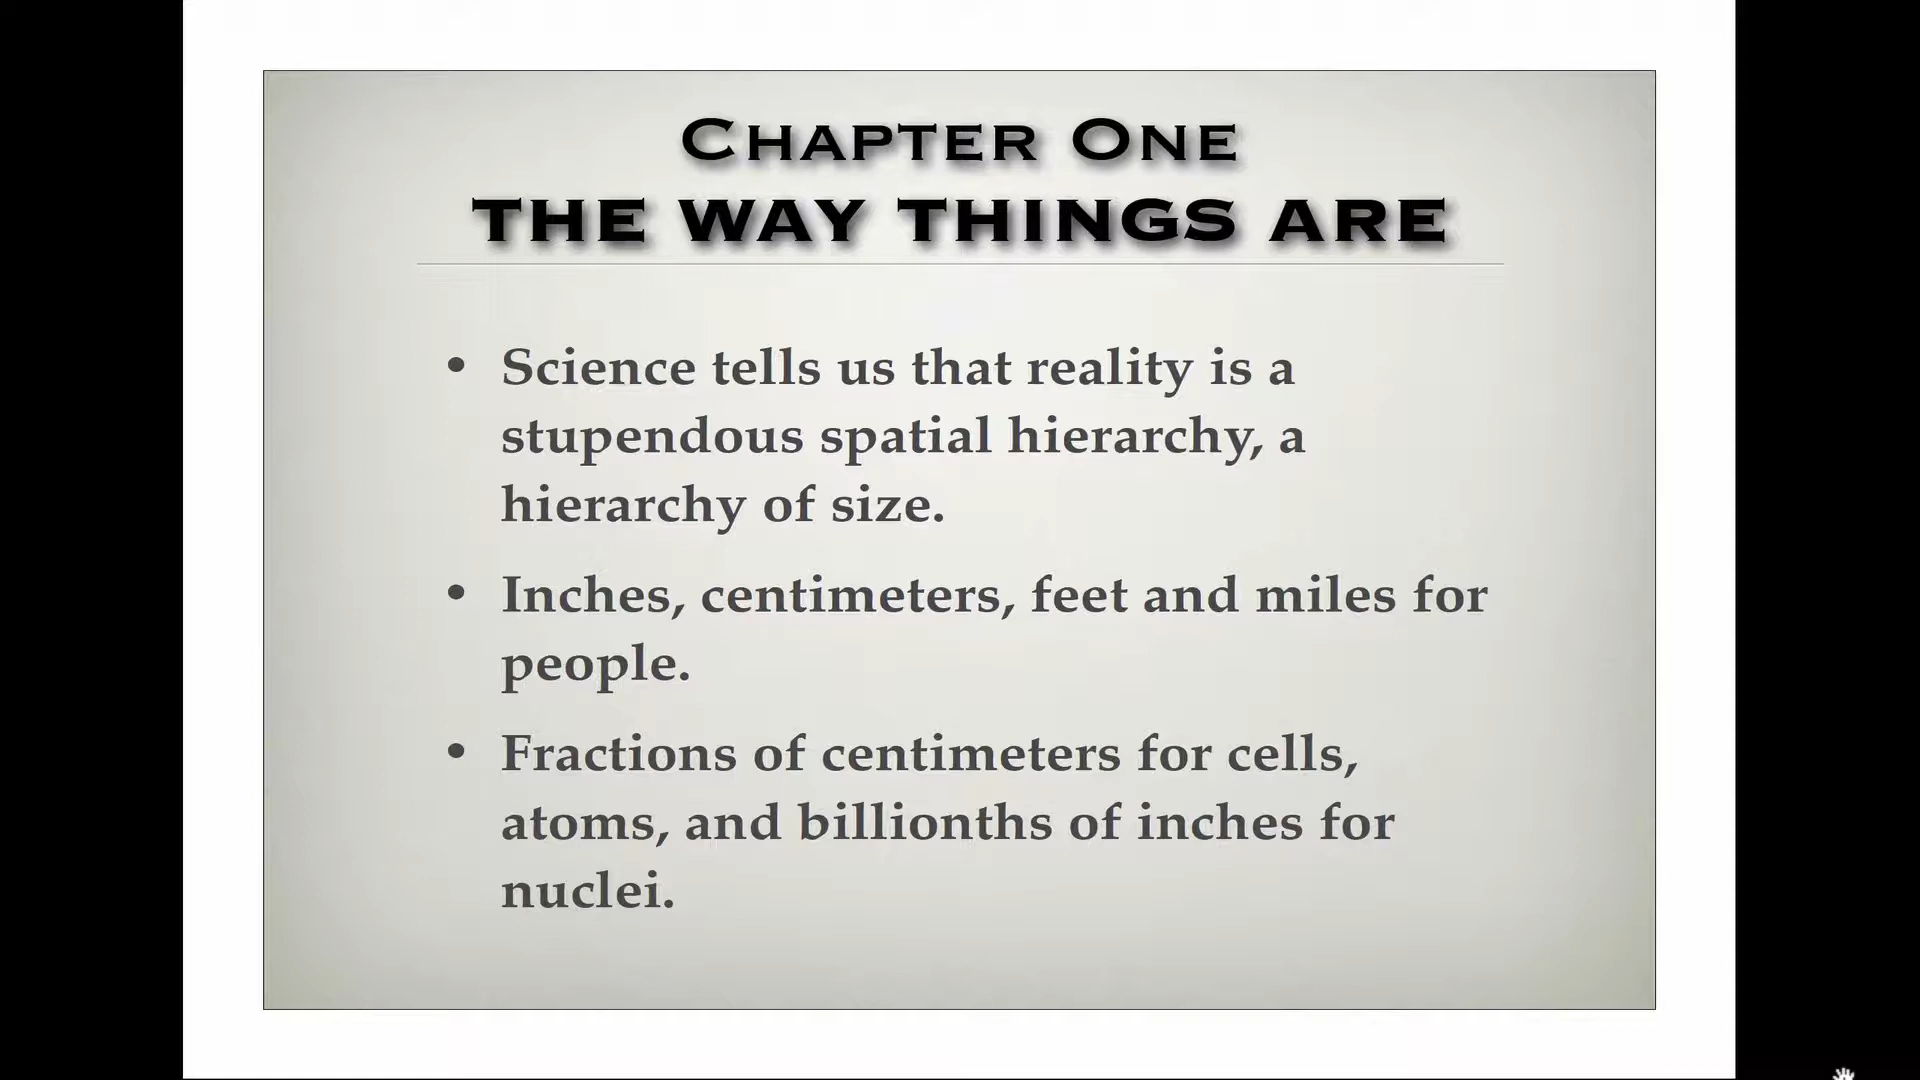 Chapter One
THE WAY THINGS ARE
• Science tells us that reality is a
stupendous spatial hierarchy, a
hierarchy of size.
• Inches, centimeters, feet and miles for
people.
• Fractions of centimeters for cells,
atoms, and billionths of inches for
nuclei.